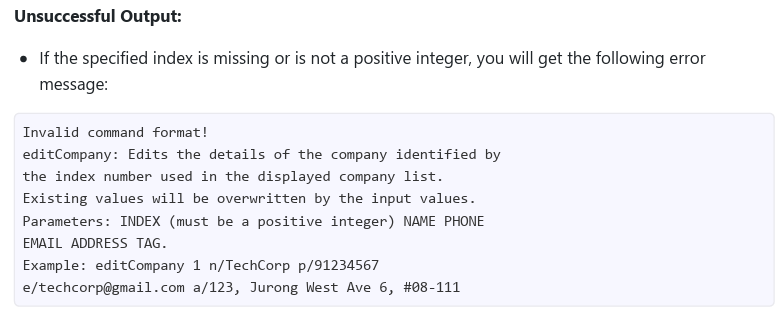 Unsuccessful Output:
• If the specified index is missing or is not a positive integer, you will get the following error
message:
Invalid command format!
editCompany: Edits the details of the company identified by
the index number used in the displayed company list.
Existing values will be overwritten by the input values.
Parameters: INDEX (must be a positive integer) NAME PHONE
EMAIL ADDRESS TAG.
Example: editCompany 1 n/TechCorp p/91234567
e/techcorp@gmail.com a/123, Jurong West Ave 6, #08-111